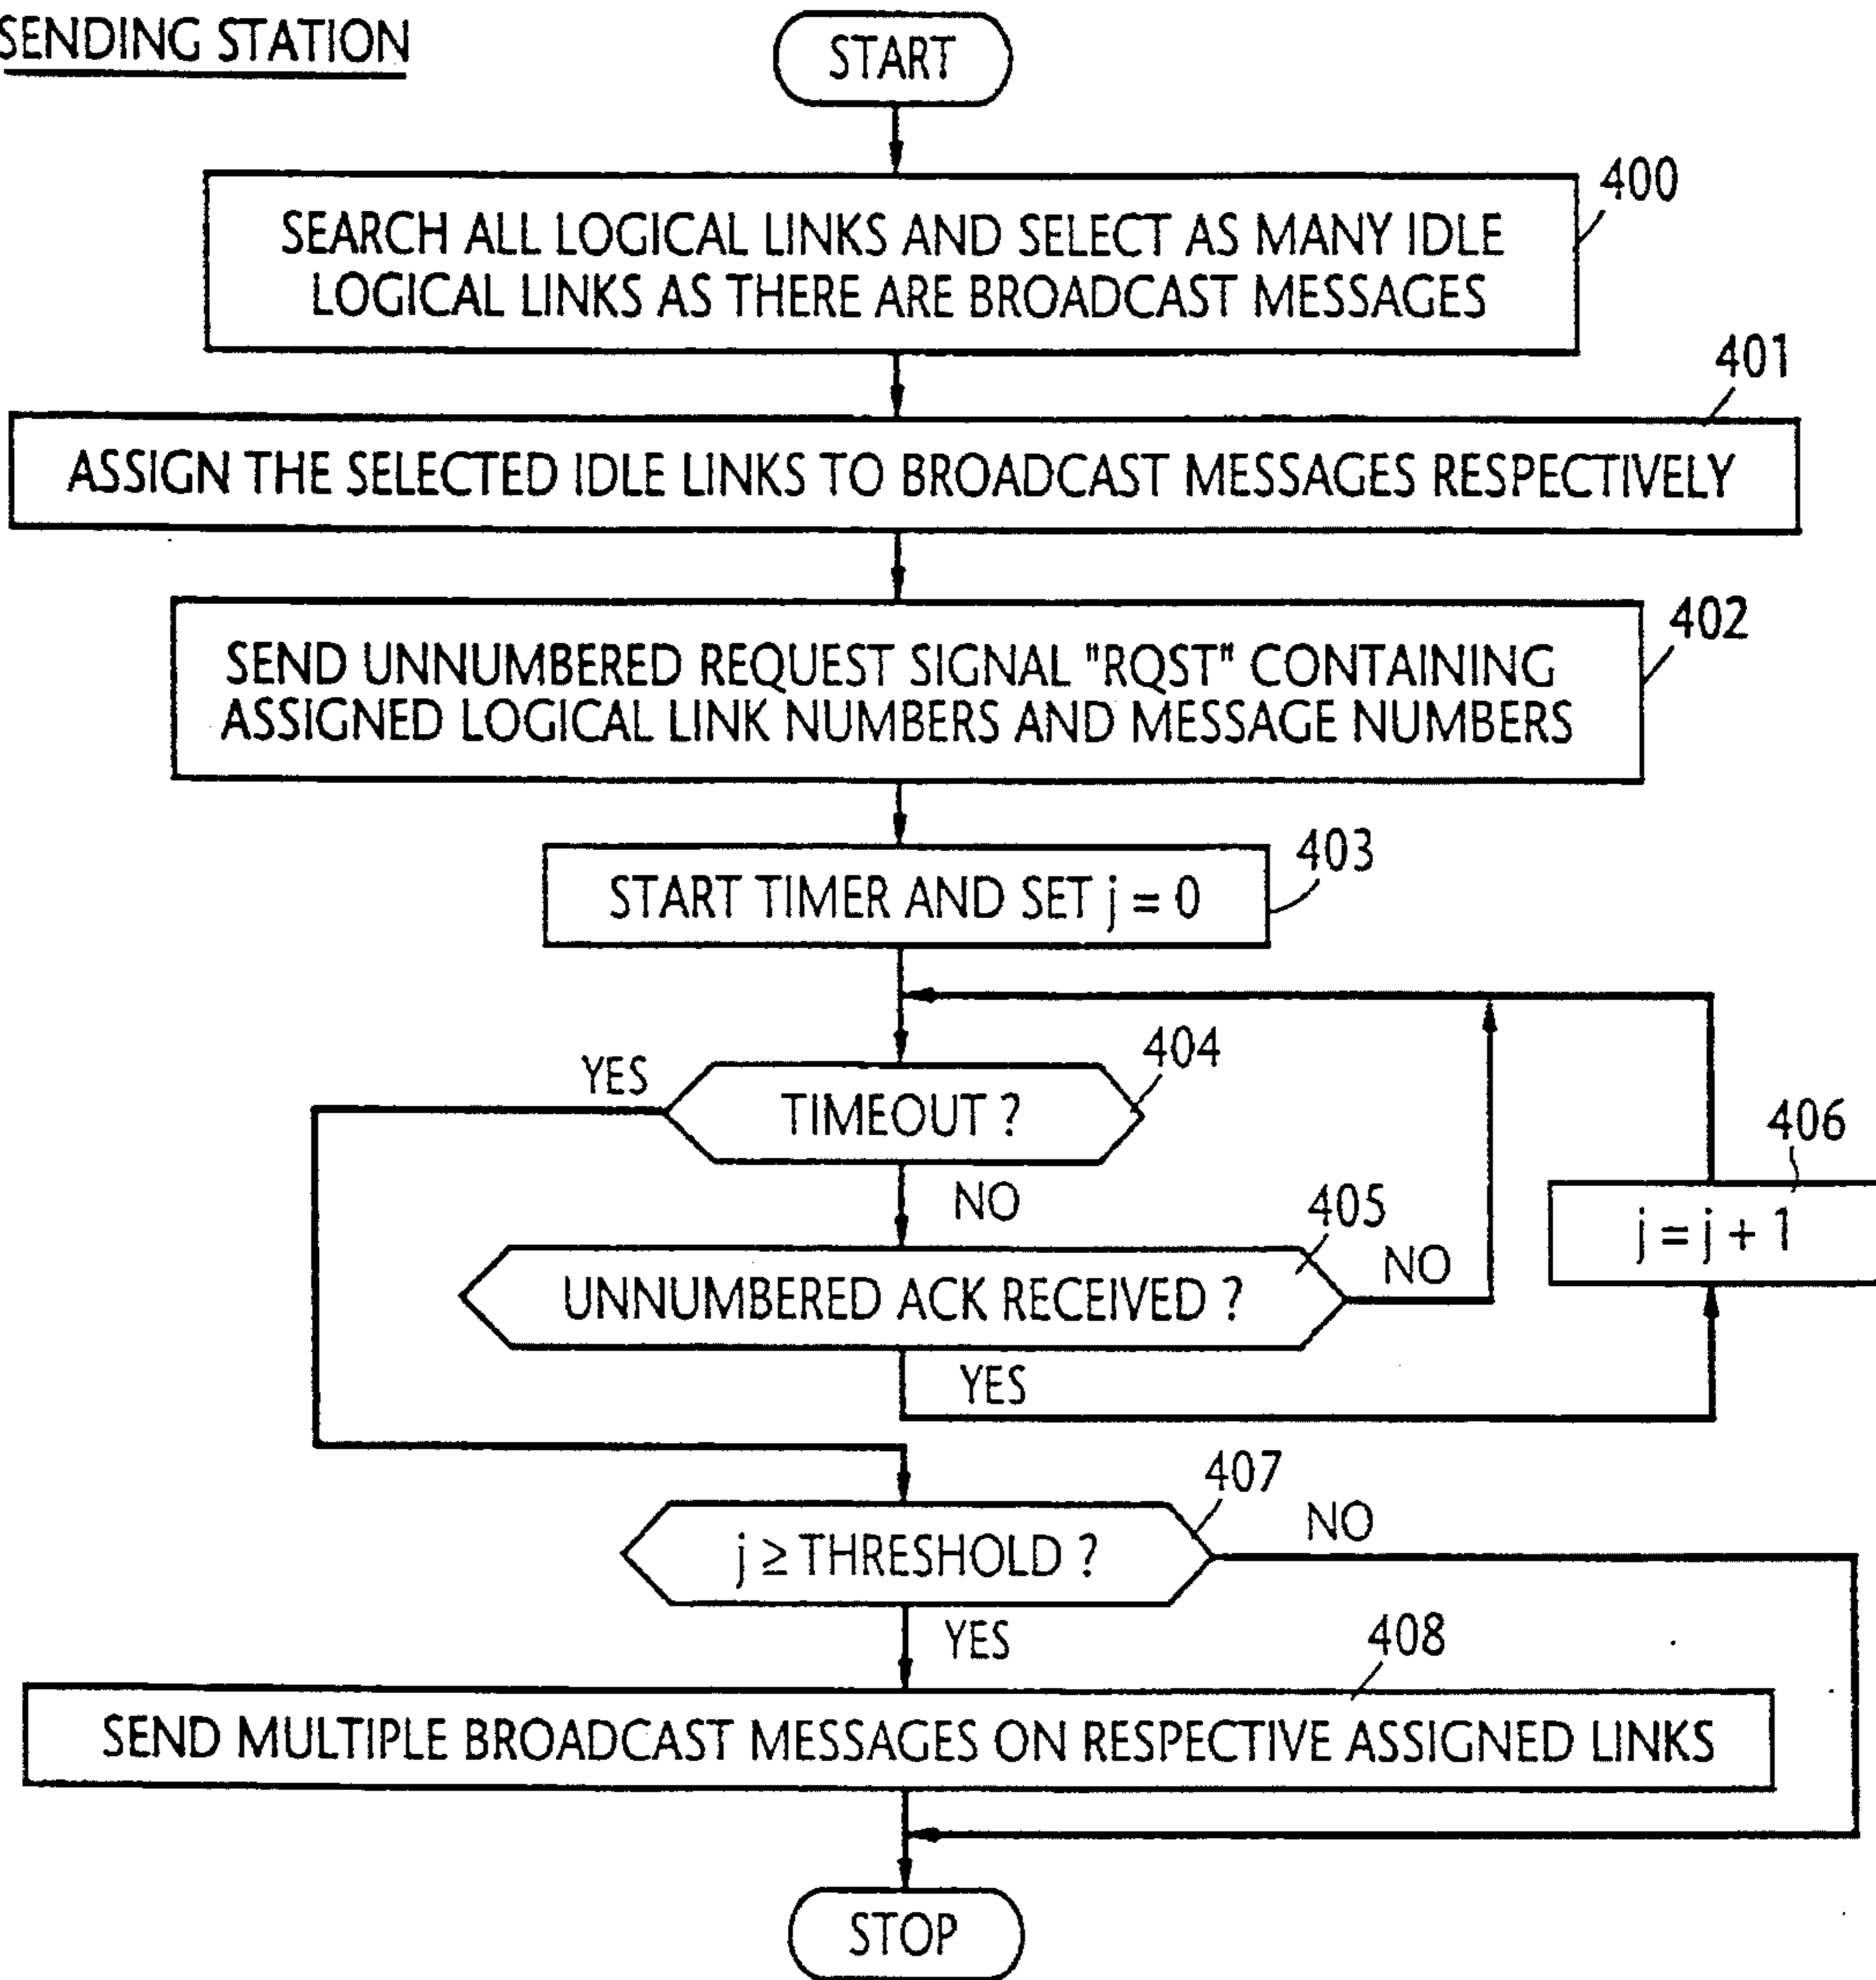 SENDING STATION
START
400
SEARCH ALL LOGICAL LINKS AND SELECT AS MANY IDLE
LOGICAL LINKS AS THERE ARE BROADCAST MESSAGES
401
ASSIGN THE SELECTED IDLE LINKS TO BROADCAST MESSAGES RESPECTIVELY
402
SEND UNNUMBERED REQUEST SIGNAL "RQST" CONTAINING
ASSIGNED LOGICAL LINK NUMBERS AND MESSAGE NUMBERS
403
START TIMER AND SET j = 0
404
YES
TIMEOUT ?
NO
406
j = j + 1
405
UNNUMBERED ACK RECEIVED ?
NO
YES
407
j ≥ THRESHOLD ?
NO
YES
408
SEND MULTIPLE BROADCAST MESSAGES ON RESPECTIVE ASSIGNED LINKS
STOP